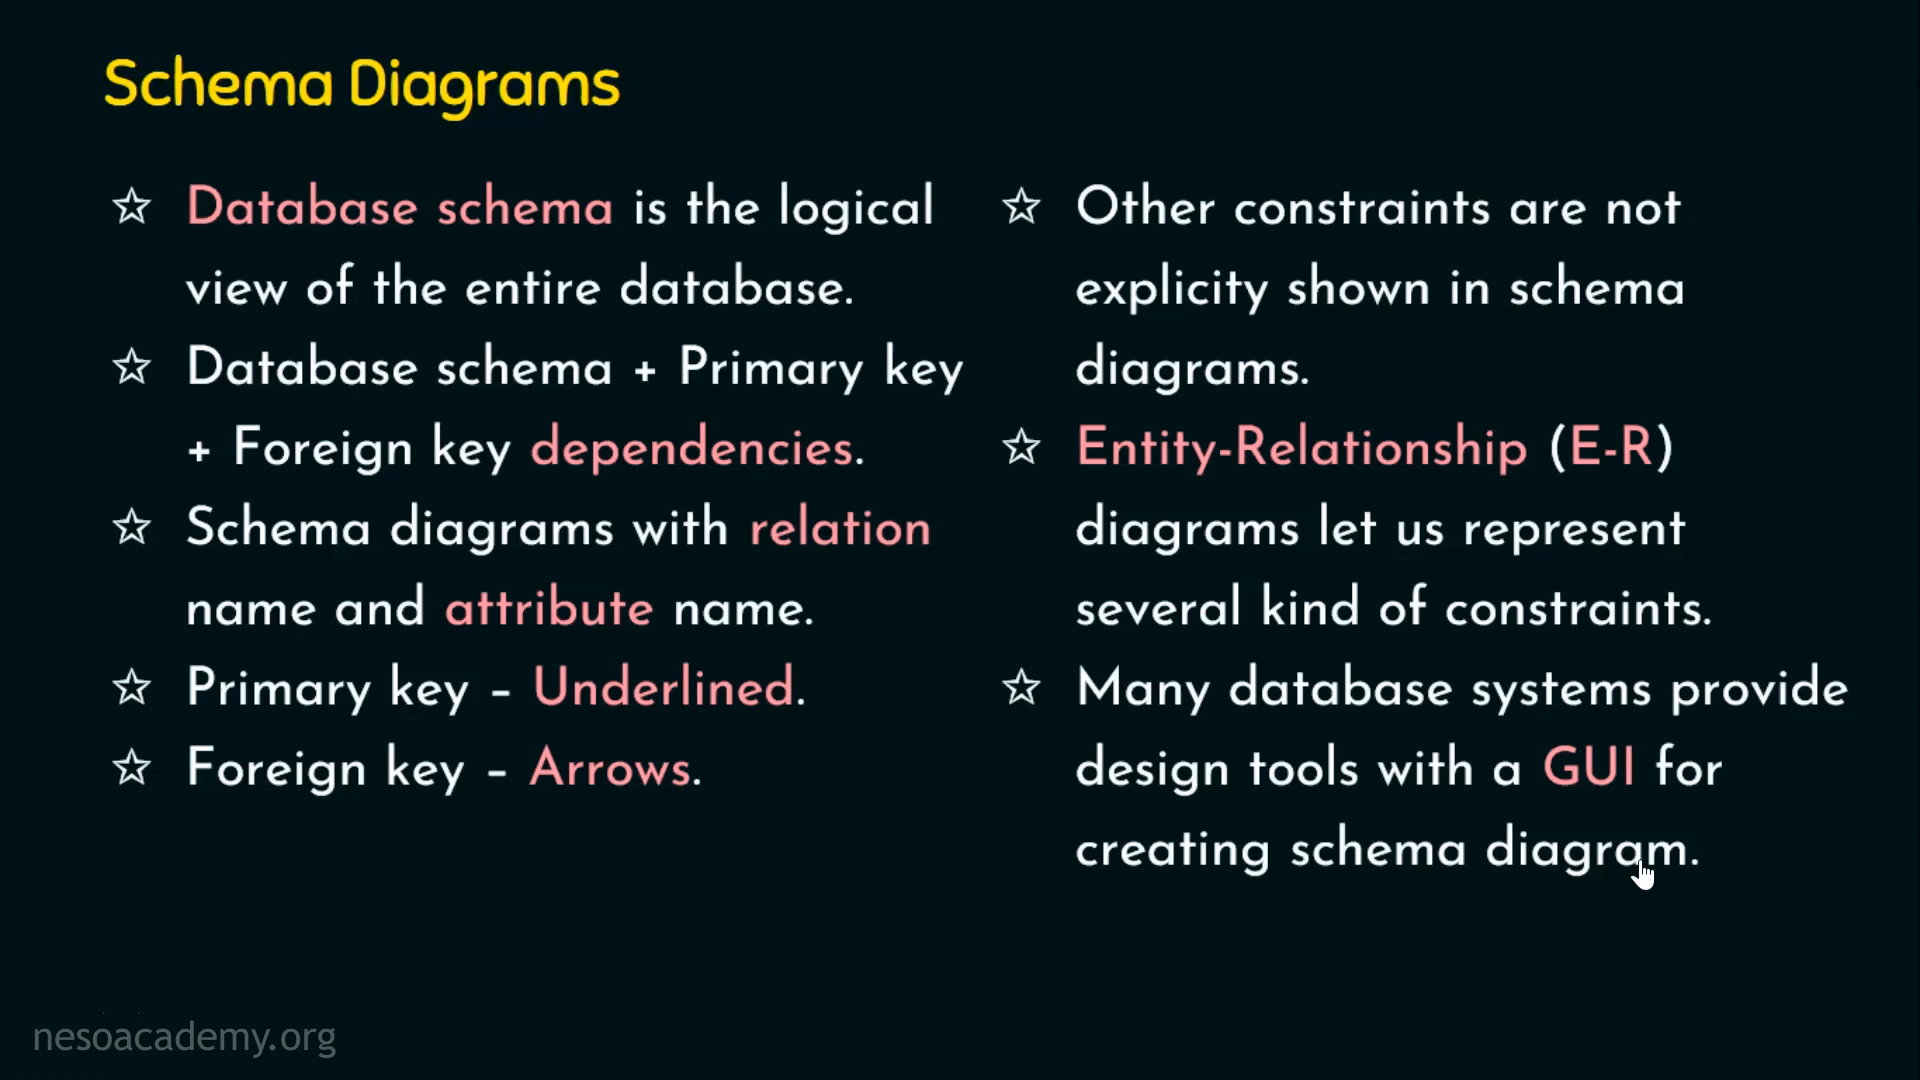 Schema Diagrams
☆ Database schema is the logical
view of the entire database.
☆ Database schema + Primary key
+ Foreign key dependencies.
☆ Schema diagrams with relation
name and attribute name.
☆ Primary key – Underlined.
☆ Foreign key – Arrows.
☆ Other constraints are not
explicity shown in schema
diagrams.
☆ Entity-Relationship (E-R)
diagrams let us represent
several kind of constraints.
☆ Many database systems provide
design tools with a GUI for
creating schema diagram.
nesoacademy.org